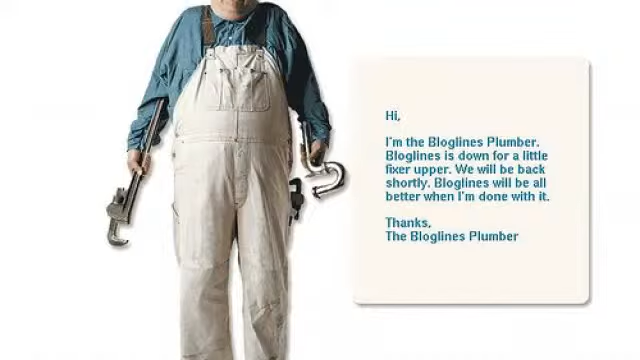 Hi,
I'm the Bloglines Plumber.
Bloglines is down for a little
fixer upper. We will be back
shortly. Bloglines will be all
better when I'm done with it.
Thanks,
The Bloglines Plumber